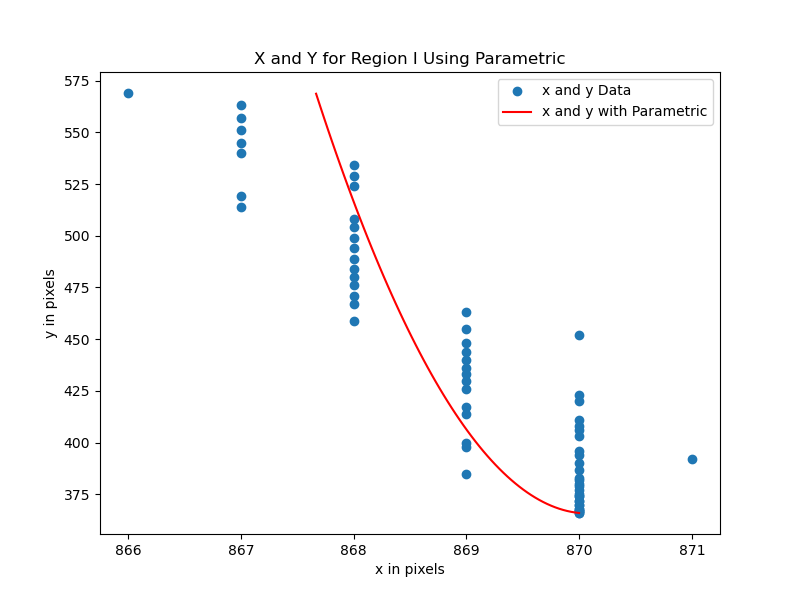 X and Y for Region I Using Parametric
x and y Data
x and y with Parametric
575
550
525
500
475
450
425
400
375
y in pixels
866 867 868 869 870 871
x in pixels